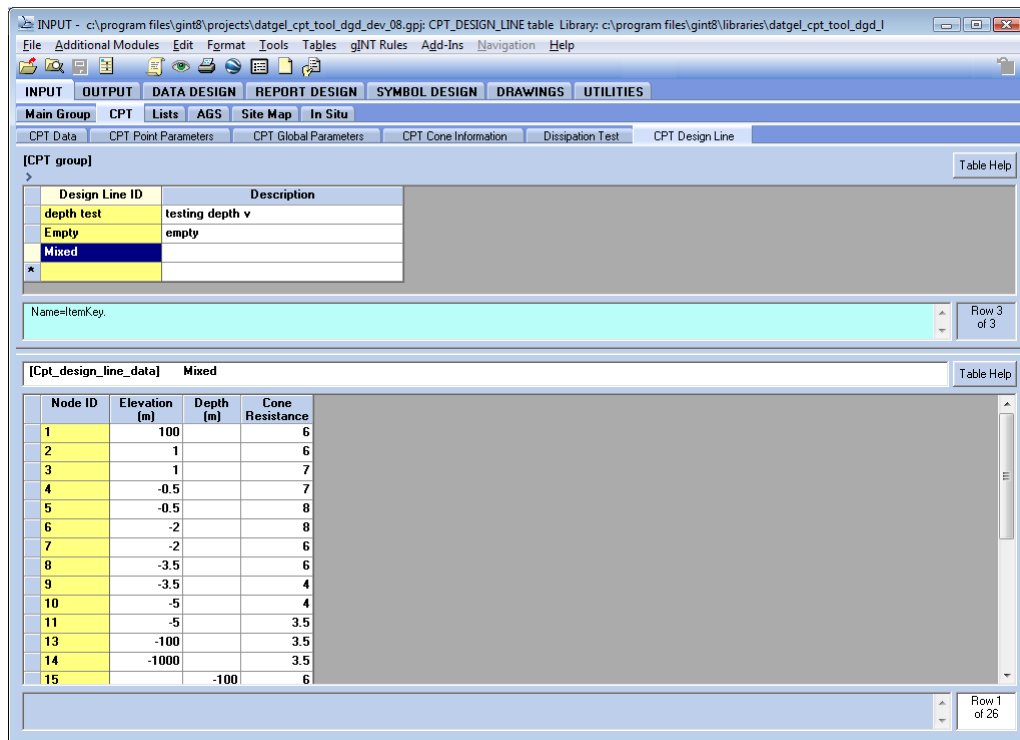 INPUT - c:\program files\gint8\projects\datgel_cpt_tool_dgd_dev_08.gpj: CPT_DESIGN_LINE table Library: c:\program files\gint8\libraries\datgel_cpt_tool_dgd_l
File Additional Modules Edit Format Tools Tables gINT Rules Add-Ins Navigation Help
INPUT OUTPUT DATA DESIGN REPORT DESIGN SYMBOL DESIGN DRAWINGS UTILITIES
Main Group CPT Lists AGS Site Map In Situ
CPT Data CPT Point Parameters CPT Global Parameters CPT Cone Information Dissipation Test CPT Design Line
[CPT group] Table Help
>
Design Line ID Description
depth test testing depth v
Empty empty
Mixed
*
Name=ItemKey. Row 3
of 3
[Cpt_design_line_data] Mixed Table Help
Node ID Elevation Depth Cone
(m) (m) Resistance
1 100 6
2 1 6
3 1 7
4 -0.5 7
5 -0.5 8
6 -2 8
7 -2 6
8 -3.5 6
9 -3.5 4
10 -5 4
11 -5 3.5
13 -100 3.5
14 -1000 3.5
15 -100 6
Row 1
of 26